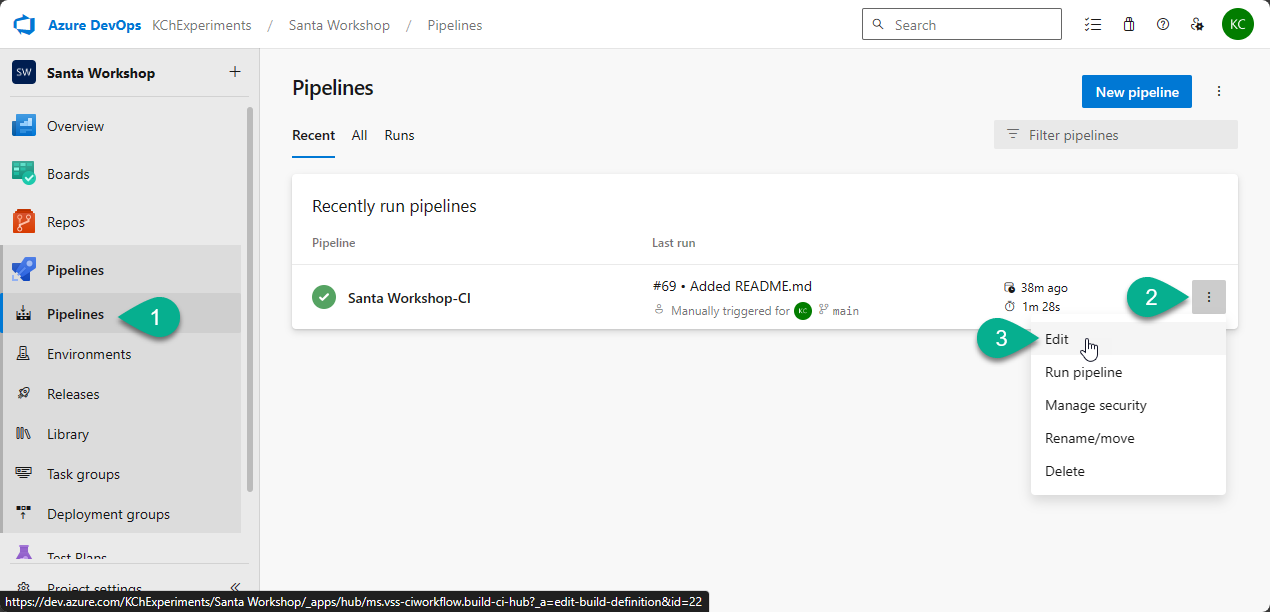 Azure DevOps KChExperiments / Santa Workshop / Pipelines Search KC
SW Santa Workshop +
Overview
Boards
Repos
Pipelines
Pipelines 1
Environments
Releases
Library
Task groups
Deployment groups
Test Plans
Project settings
Pipelines
New pipeline
Recent All Runs
Filter pipelines
Recently run pipelines
Pipeline Last run
Santa Workshop-CI
#69 • Added README.md
Manually triggered for KC main
38m ago
1m 28s
2
3
Edit
Run pipeline
Manage security
Rename/move
Delete
https://dev.azure.com/KChExperiments/Santa Workshop/_apps/hub/ms.vss-ciworkflow.build-ci-hub?_a=edit-build-definition&id=22